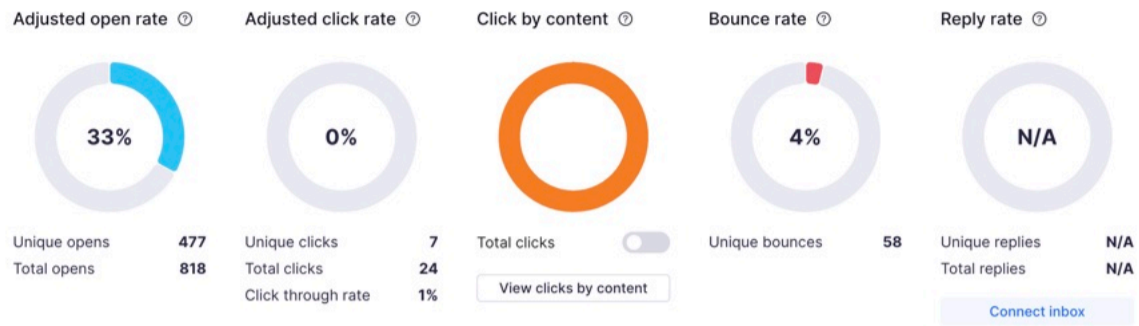 Adjusted open rate
33%
Unique opens 477
Total opens 818
Adjusted click rate
0%
Unique clicks 7
Total clicks 24
Click through rate 1%
Click by content
Total clicks
View clicks by content
Bounce rate
4%
Unique bounces 58
Reply rate
N/A
Unique replies N/A
Total replies N/A
Connect inbox